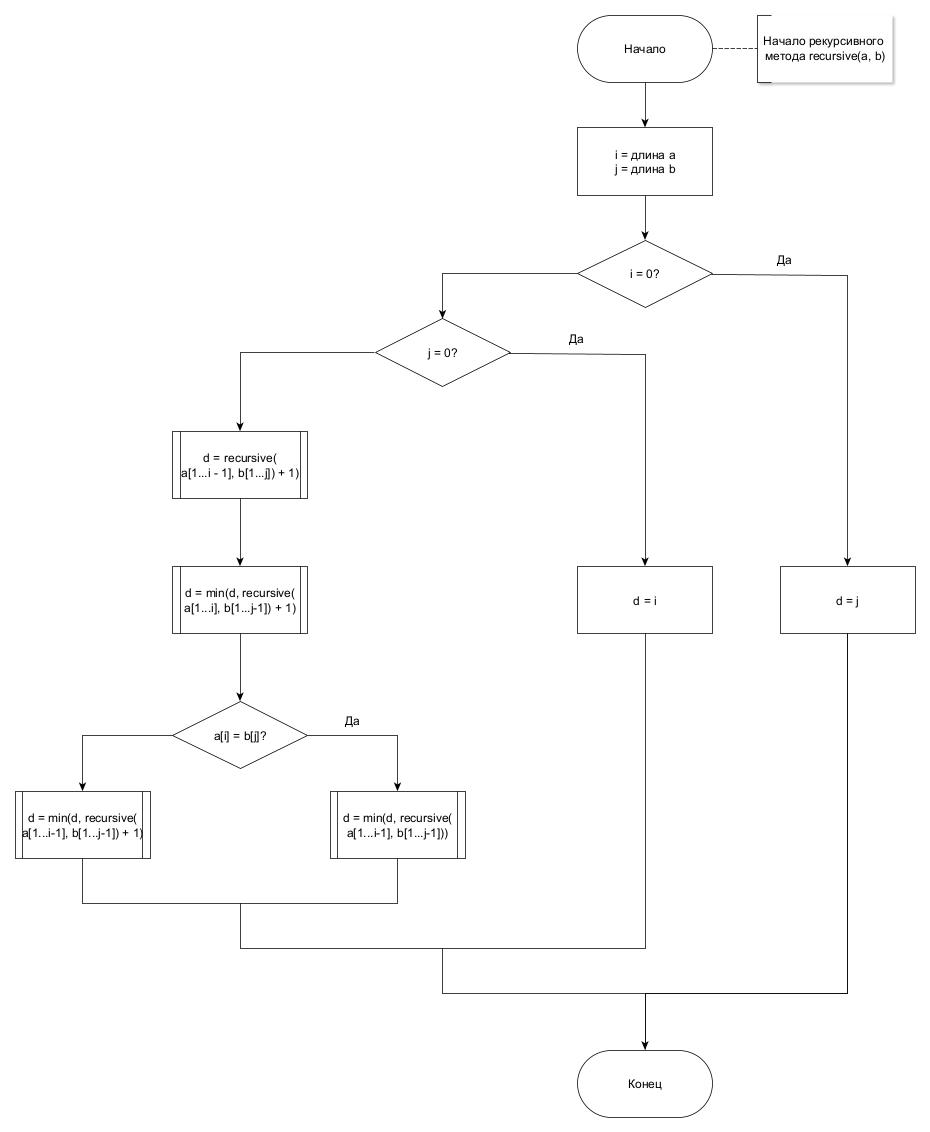 Начало
Начало рекурсивного
метода recursive(a, b)
i = длина a
j = длина b
i = 0?
Да
j = 0?
Да
d = recursive(
a[1...i - 1], b[1...j]) + 1)
d = min(d, recursive(
a[1...i], b[1...j-1]) + 1)
d = i
d = j
a[i] = b[j]?
Да
d = min(d, recursive(
a[1...i-1], b[1...j-1]) + 1)
d = min(d, recursive(
a[1...i-1], b[1...j-1]))
Конец